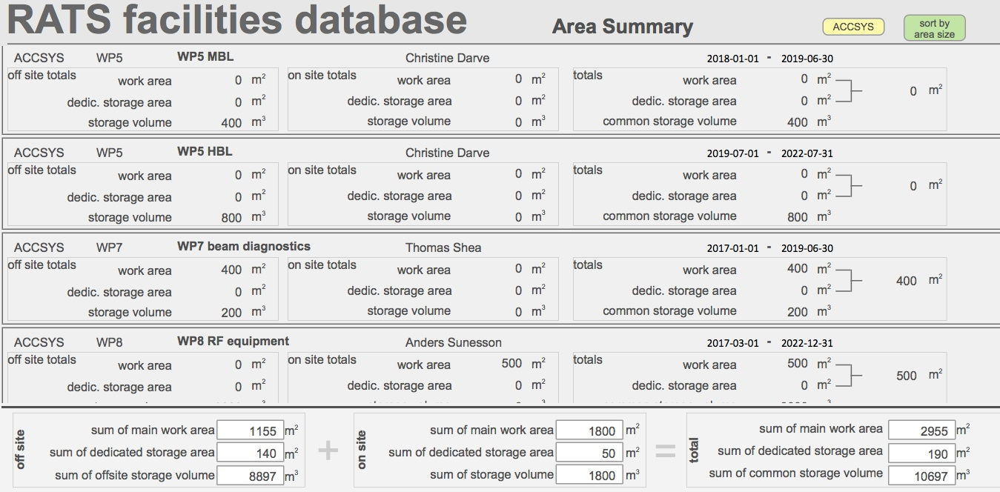 RATS facilities database Area Summary ACCSYS sort by area size
ACCSYS WP5 WP5 MBL Christine Darve 2018-01-01 - 2019-06-30
off site totals work area 0 m² on site totals work area 0 m² totals work area 0 m²
dedic. storage area 0 m² dedic. storage area 0 m² dedic. storage area 0 m² 0 m²
storage volume 400 m³ storage volume 0 m³ common storage volume 400 m³
ACCSYS WP5 WP5 HBL Christine Darve 2019-07-01 - 2022-07-31
off site totals work area 0 m² on site totals work area 0 m² totals work area 0 m²
dedic. storage area 0 m² dedic. storage area 0 m² dedic. storage area 0 m² 0 m²
storage volume 800 m³ storage volume 0 m³ common storage volume 800 m³
ACCSYS WP7 WP7 beam diagnostics Thomas Shea 2017-01-01 - 2019-06-30
off site totals work area 400 m² on site totals work area 0 m² totals work area 400 m²
dedic. storage area 0 m² dedic. storage area 0 m² dedic. storage area 0 m² 400 m²
storage volume 200 m³ storage volume 0 m³ common storage volume 200 m³
ACCSYS WP8 WP8 RF equipment Anders Sunesson 2017-03-01 - 2022-12-31
off site totals work area 0 m² on site totals work area 500 m² totals work area 500 m²
dedic. storage area 0 m² dedic. storage area 0 m² dedic. storage area 0 m² 500 m²
off site sum of main work area 1155 m² + on site sum of main work area 1800 m² = total sum of main work area 2955 m²
sum of dedicated storage area 140 m² sum of dedicated storage area 50 m² sum of dedicated storage area 190 m²
sum of offsite storage volume 8897 m³ sum of storage volume 1800 m³ sum of common storage volume 10697 m³